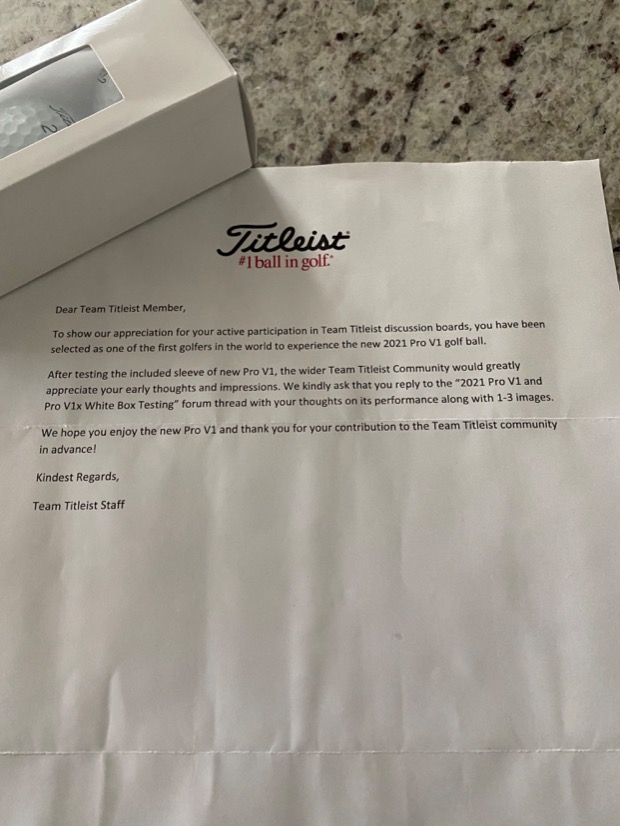 Titleist
2
Titleist
#1 ball in golf.
Dear Team Titleist Member,
To show our appreciation for your active participation in Team Titleist discussion boards, you have been
selected as one of the first golfers in the world to experience the new 2021 Pro V1 golf ball.
After testing the included sleeve of new Pro V1, the wider Team Titleist Community would greatly
appreciate your early thoughts and impressions. We kindly ask that you reply to the "2021 Pro V1 and
Pro V1x White Box Testing" forum thread with your thoughts on its performance along with 1-3 images.
We hope you enjoy the new Pro V1 and thank you for your contribution to the Team Titleist community
in advance!
Kindest Regards,
Team Titleist Staff